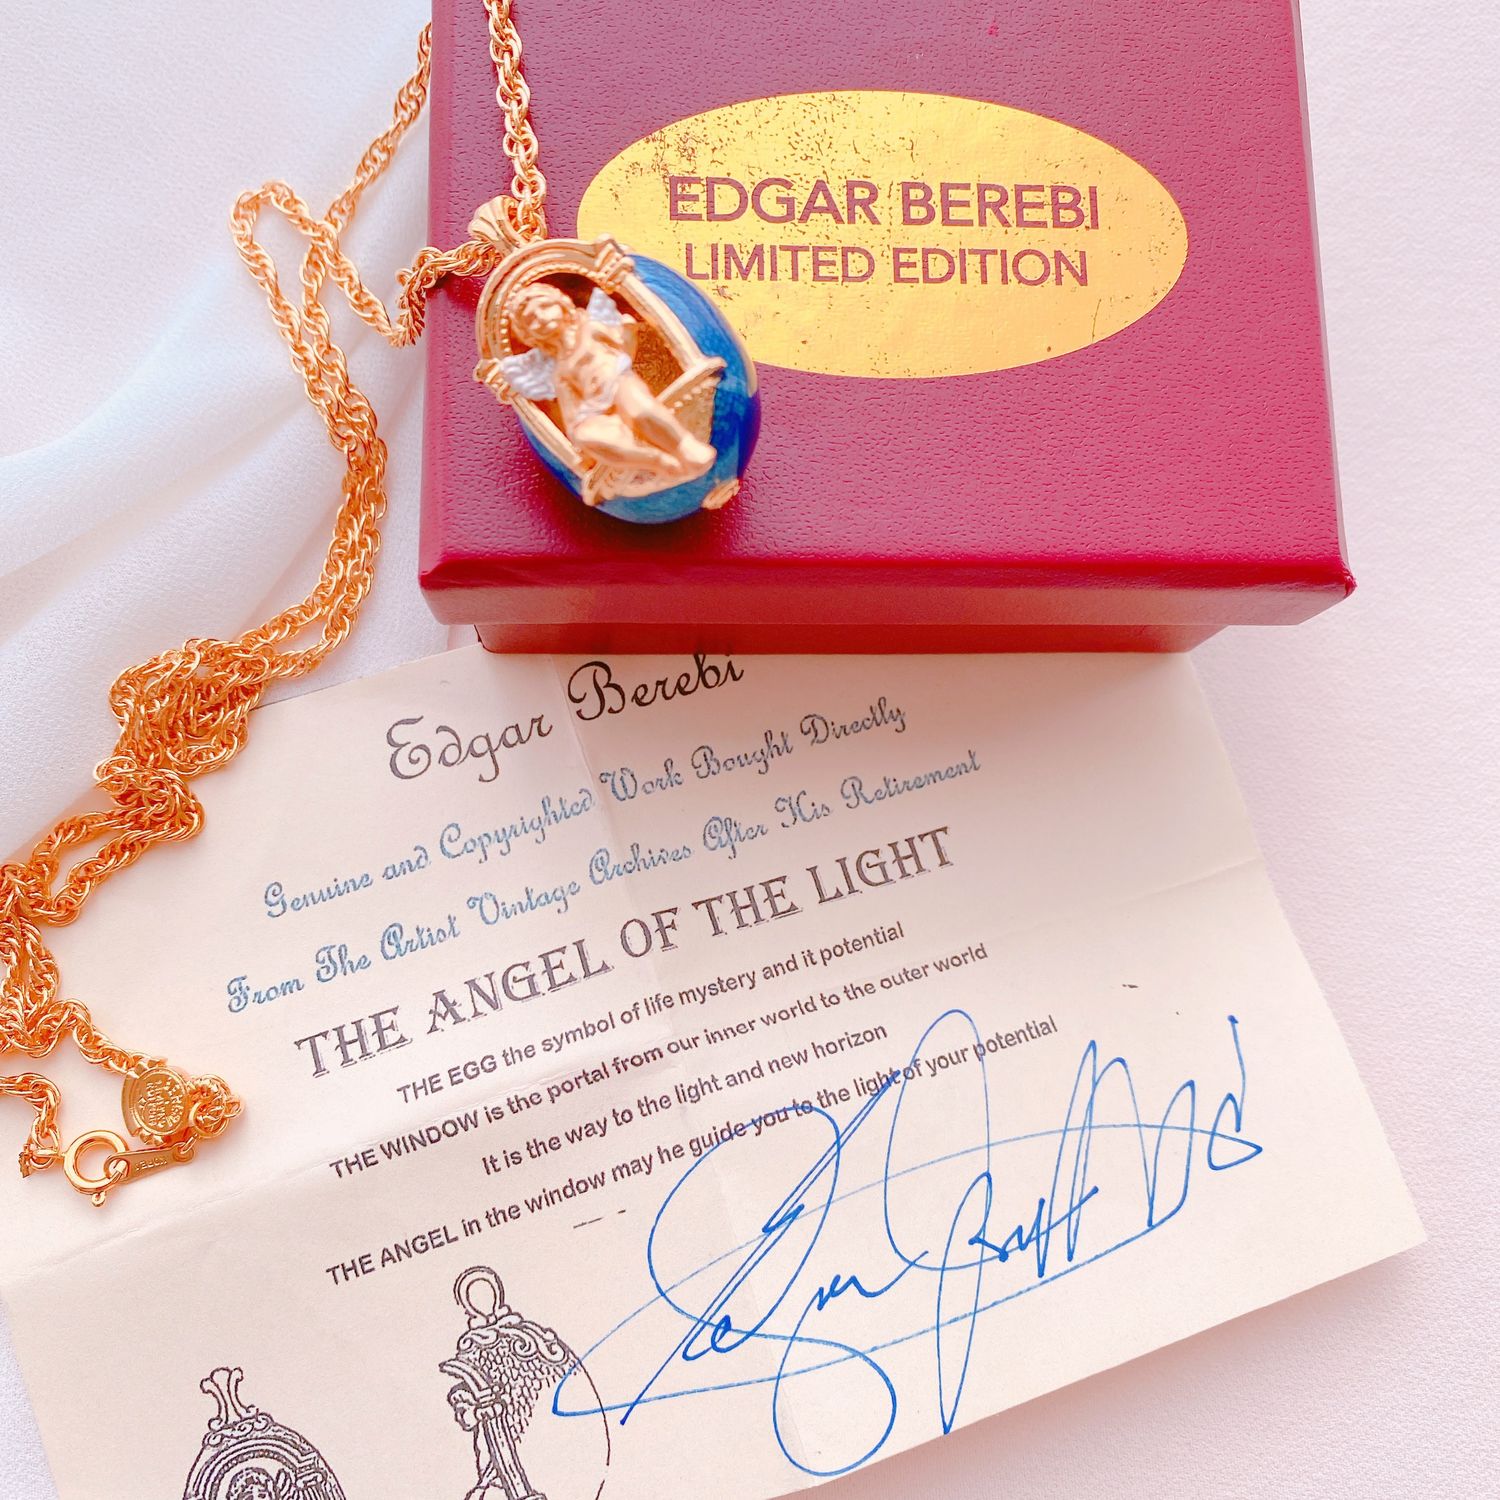 EDGAR BEREBI
LIMITED EDITION
Edgar Berebi
Genuine and Copyrighted Work Bought Directly
From The Artist Vintage Archives After His Retirement
THE ANGEL OF THE LIGHT
THE EGG the symbol of life mystery and it potential
THE WINDOW is the portal from our inner world to the outer world
It is the way to the light and new horizon
THE ANGEL in the window may he guide you to the light of your potential